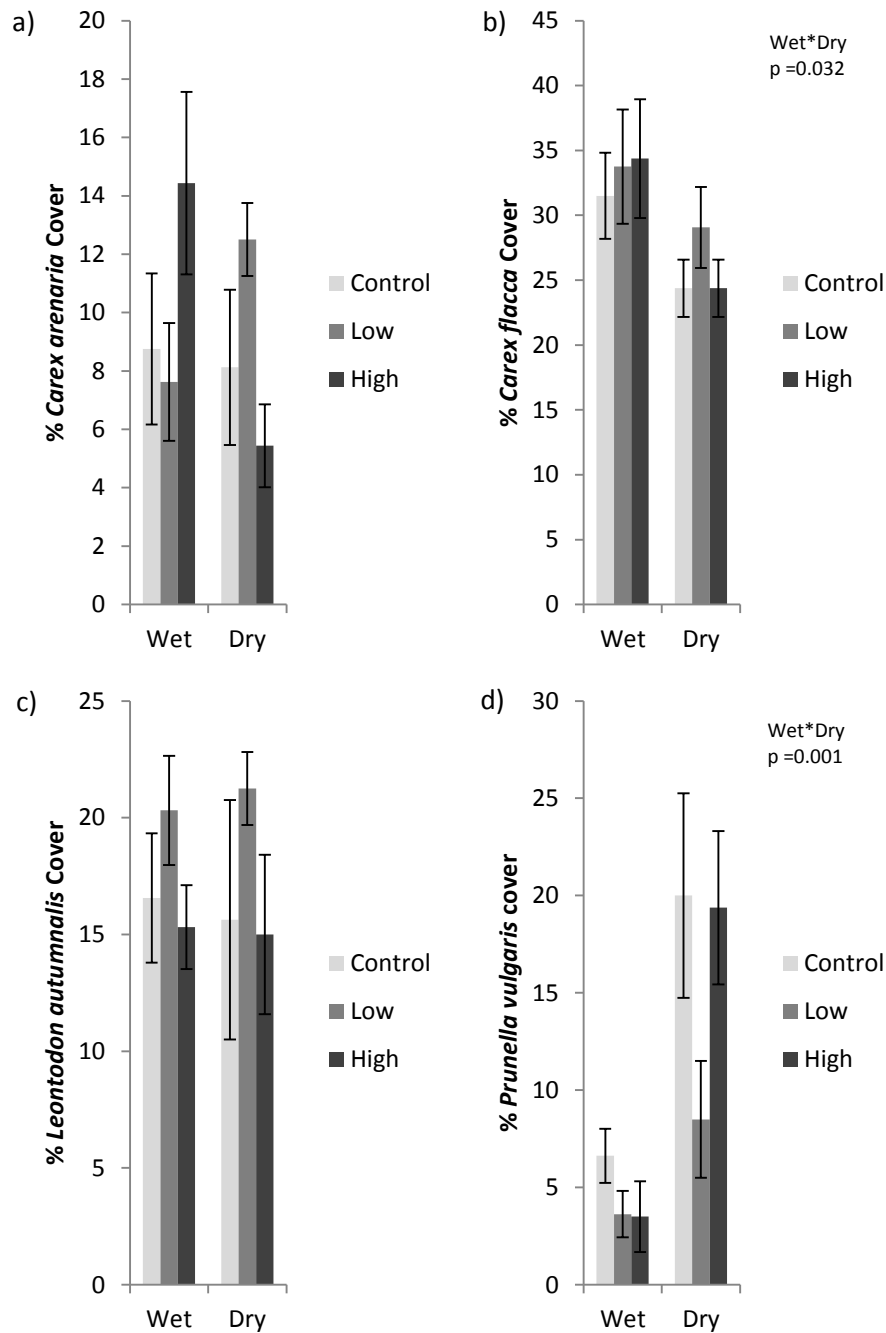 a)
20
18
16
14
12
10
8
6
4
2
0
% Carex arenaria Cover
Wet
Dry
Control
Low
High
b)
45
40
35
30
25
20
15
10
5
0
% Carex flacca Cover
Wet*Dry
p =0.032
Wet
Dry
Control
Low
High
c)
25
20
15
10
5
0
% Leontodon autumnalis Cover
Wet
Dry
Control
Low
High
d)
30
25
20
15
10
5
0
% Prunella vulgaris cover
Wet*Dry
p =0.001
Wet
Dry
Control
Low
High